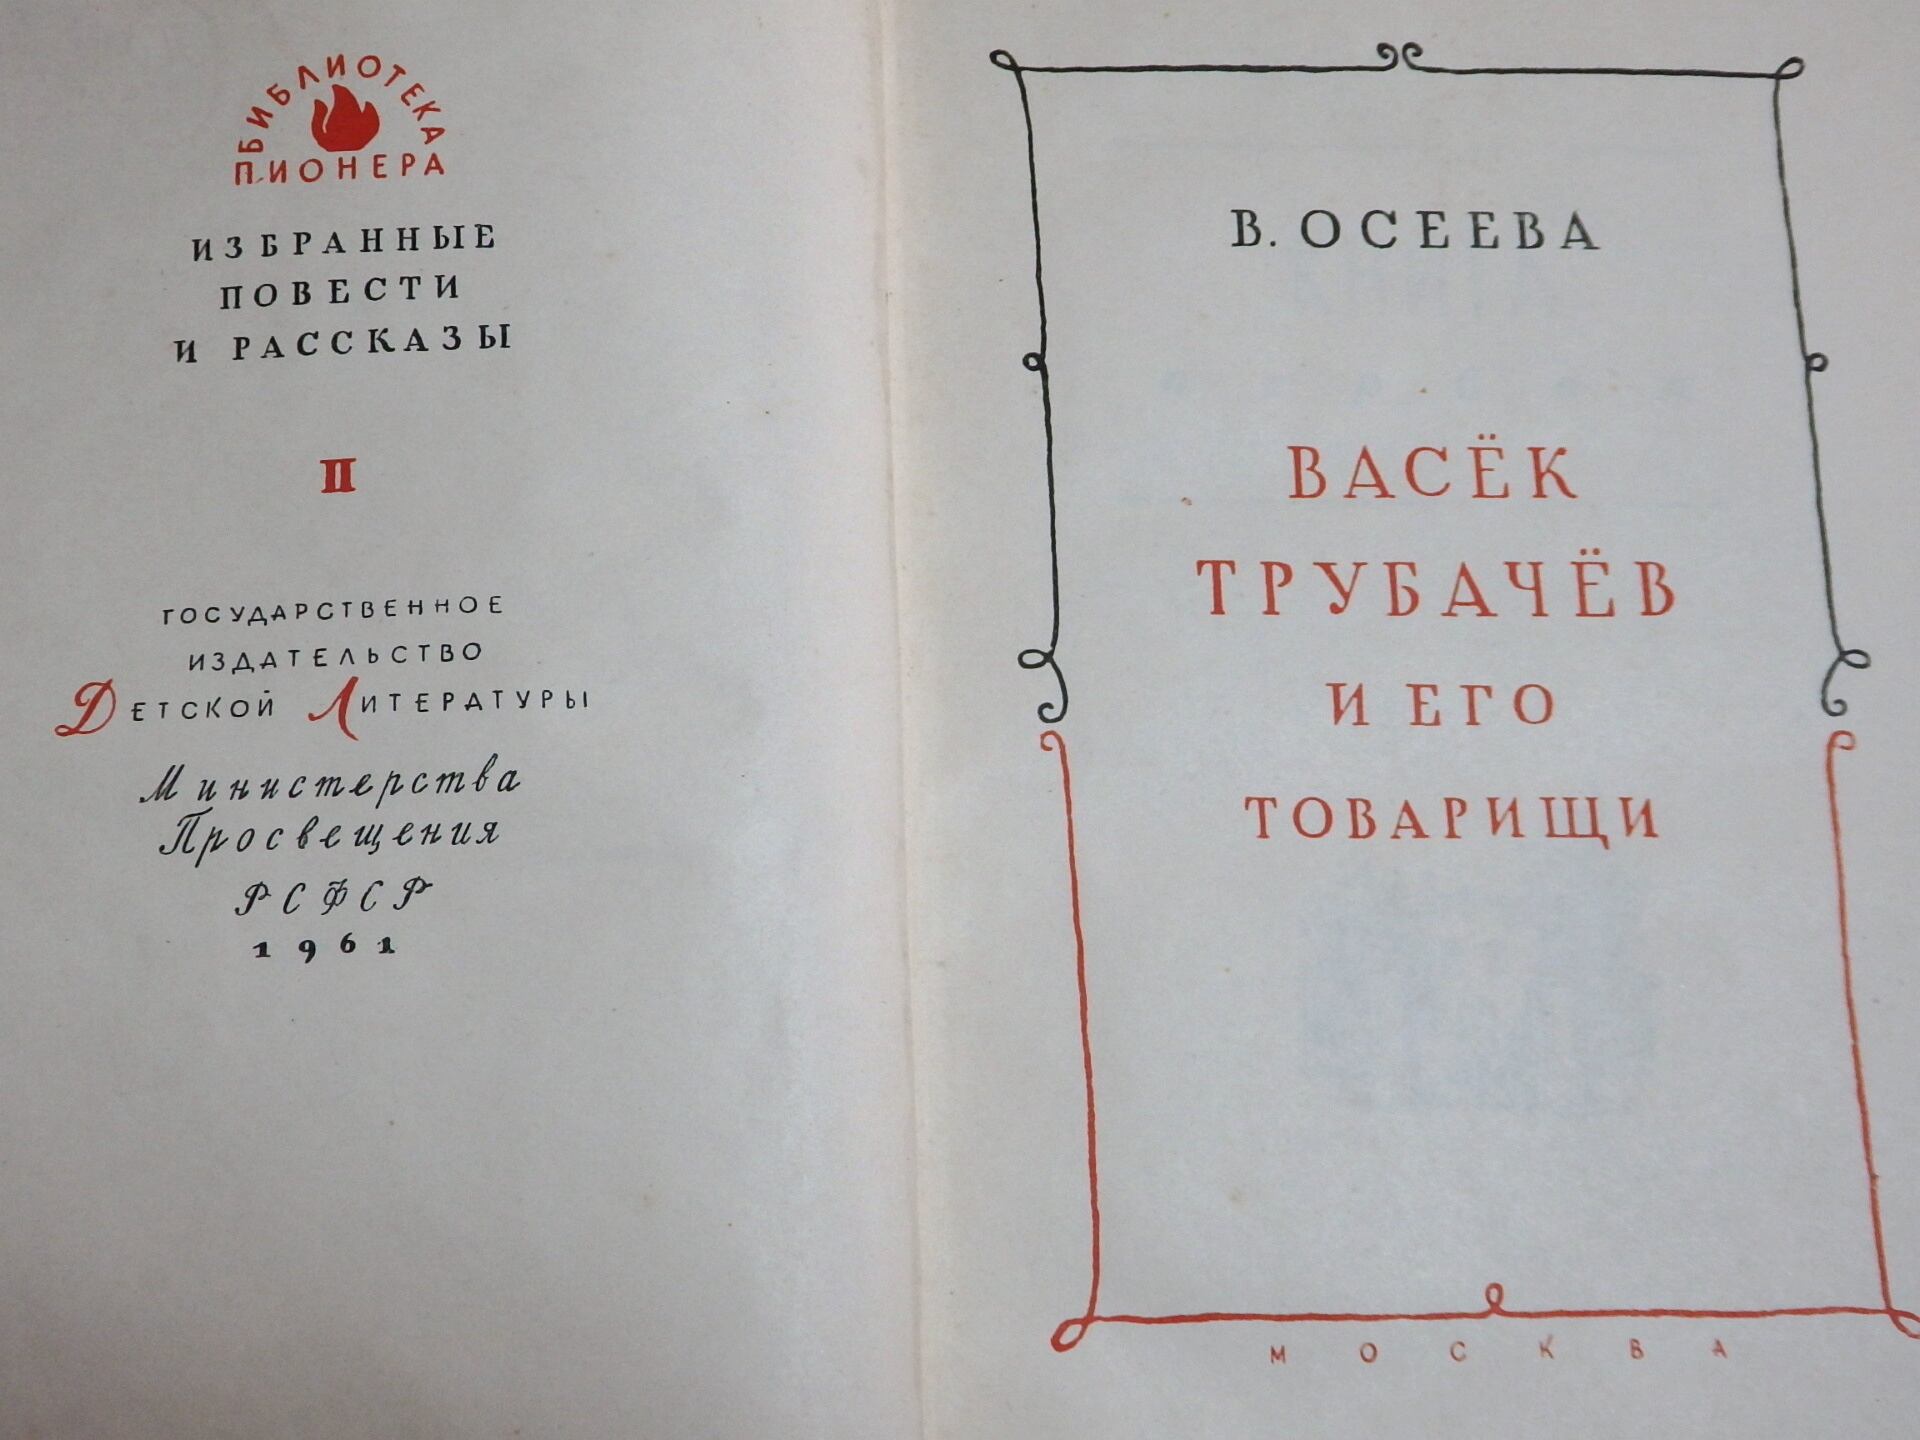 БИБЛИОТЕКА
ПИОНЕРА
ИЗБРАННЫЕ
ПОВЕСТИ
И РАССКАЗЫ
II
ГОСУДАРСТВЕННОЕ
ИЗДАТЕЛЬСТВО
ДЕТСКОЙ ЛИТЕРАТУРЫ
Министерства
Просвещения
РСФСР
1961
В. ОСЕЕВА
ВАСЁК
ТРУБАЧЁВ
И ЕГО
ТОВАРИЩИ
МОСКВА